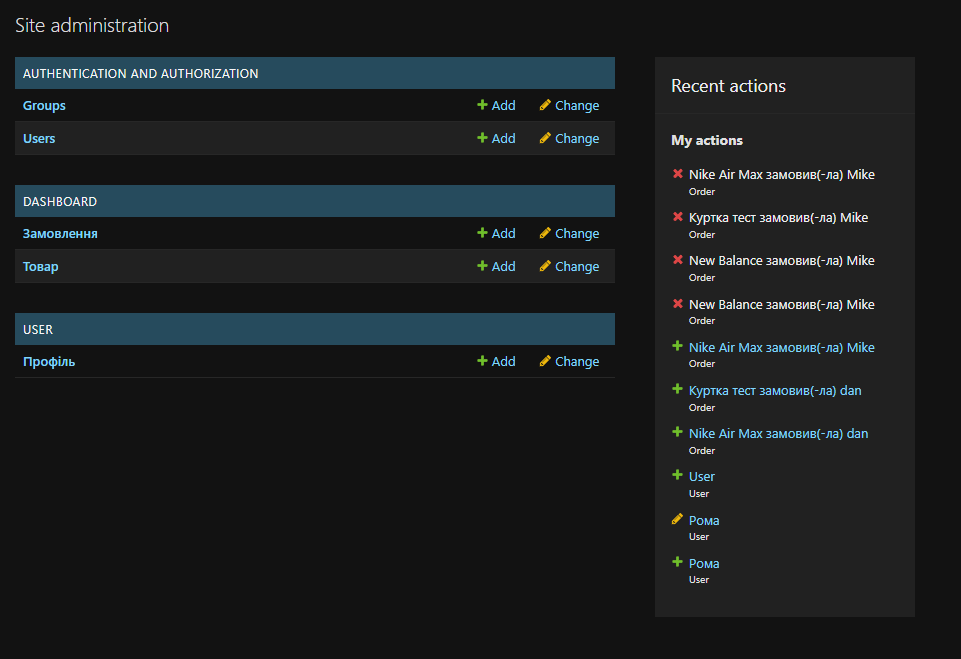 Site administration
AUTHENTICATION AND AUTHORIZATION
Groups Add Change
Users Add Change
DASHBOARD
Замовлення Add Change
Товар Add Change
USER
Профіль Add Change
Recent actions
My actions
Nike Air Max замовив(-ла) Mike
Order
Куртка тест замовив(-ла) Mike
Order
New Balance замовив(-ла) Mike
Order
New Balance замовив(-ла) Mike
Order
Nike Air Max замовив(-ла) Mike
Order
Куртка тест замовив(-ла) dan
Order
Nike Air Max замовив(-ла) dan
Order
User
User
Рома
User
Рома
User